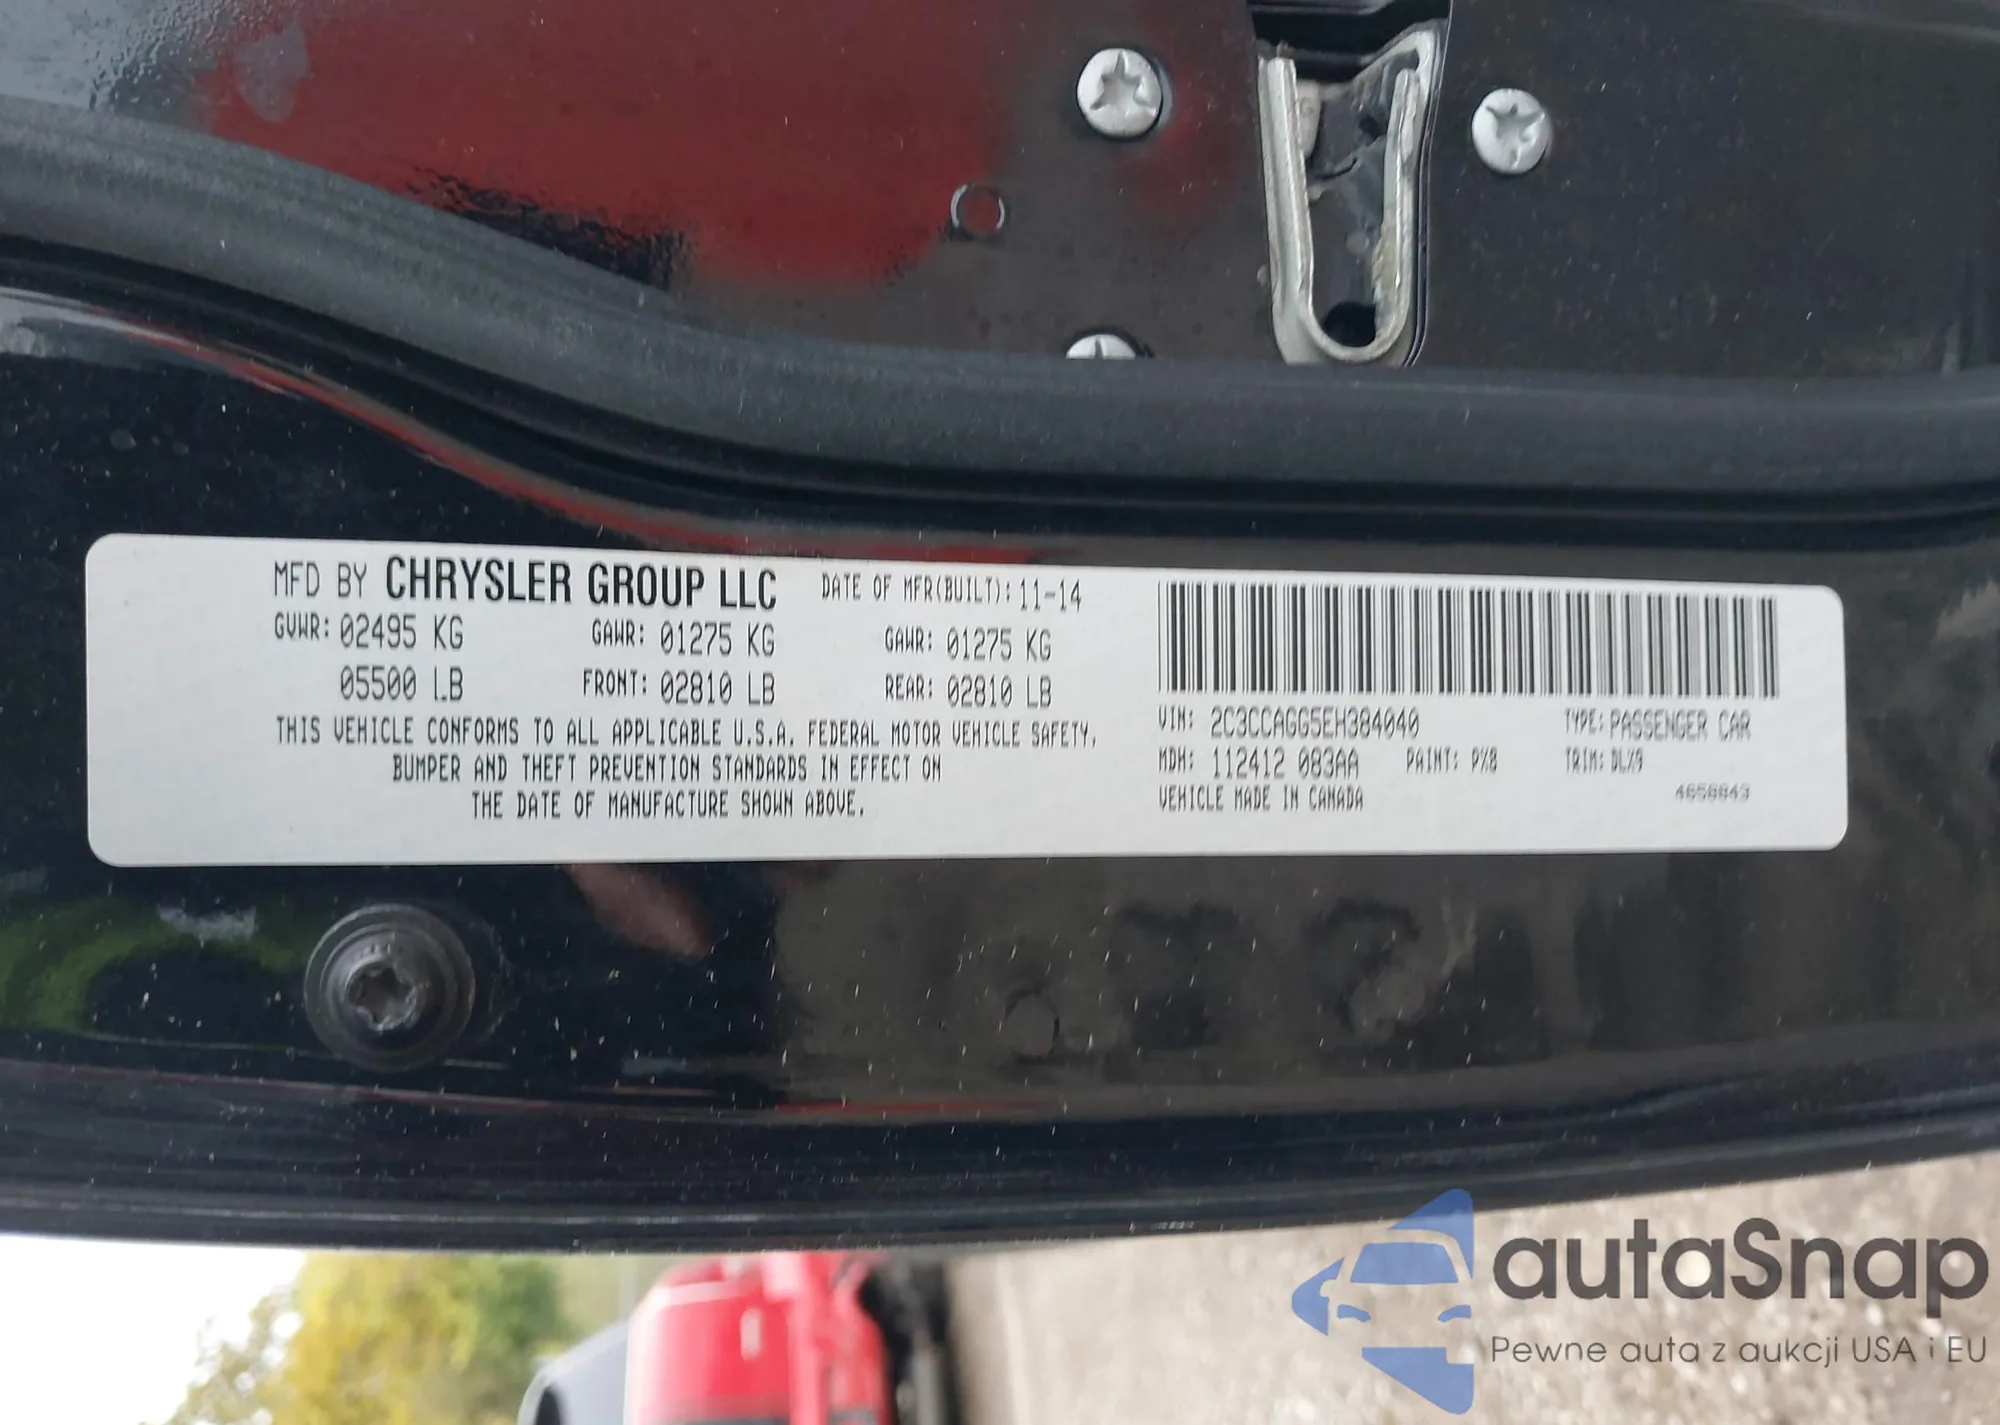 MFD BY CHRYSLER GROUP LLC DATE OF MFR(BUILT): 11-14
GVWR: 02495 KG GAWR: 01275 KG GAWR: 01275 KG
05500 LB FRONT: 02810 LB REAR: 02810 LB
THIS VEHICLE CONFORMS TO ALL APPLICABLE U.S.A. FEDERAL MOTOR VEHICLE SAFETY,
BUMPER AND THEFT PREVENTION STANDARDS IN EFFECT ON
THE DATE OF MANUFACTURE SHOWN ABOVE.
VIN: 2C3CCAGG5EH384040 TYPE: PASSENGER CAR
MDH: 112412 083AA PAINT: PX8 TRIM: DLX9
VEHICLE MADE IN CANADA 4658843
autaSnap
Pewne auta z aukcji USA i EU